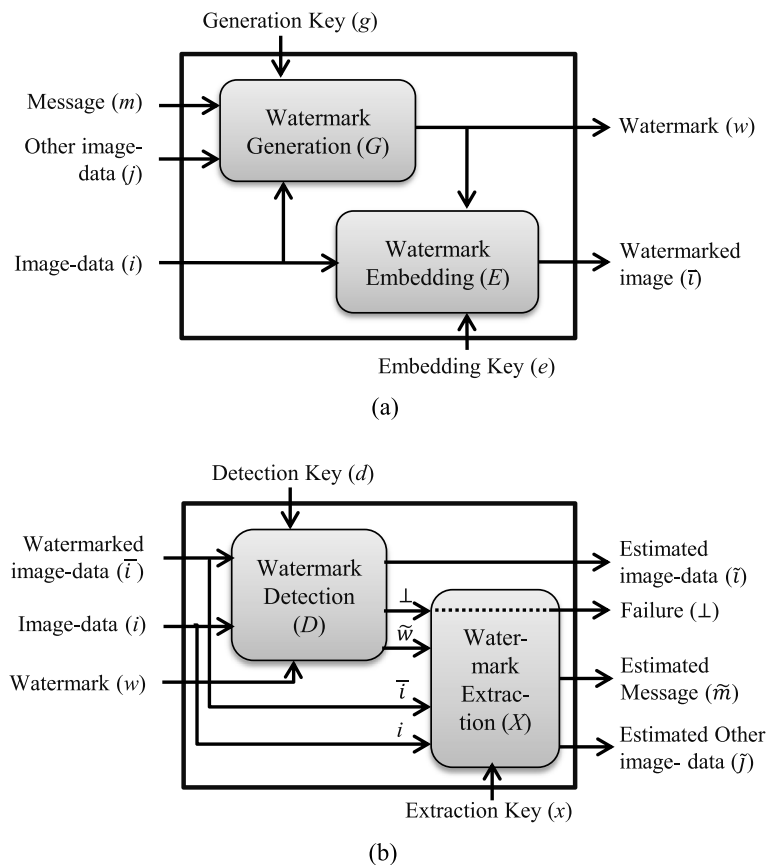 Generation Key (g)
Message (m)
Other image-
data (j)
Watermark
Generation (G)
Watermark (w)
Image-data (i)
Watermark
Embedding (E)
Watermarked
image (ῑ)
Embedding Key (e)
(a)
Detection Key (d)
Watermarked
image-data (i̅)
Image-data (i)
Watermark (w)
Watermark
Detection
(D)
⊥
w̃
i̅
i
Water-
mark
Extrac-
tion (X)
Estimated
image-data (ĩ)
Failure (⊥)
Estimated
Message (m̃)
Estimated Other
image- data (j̃)
Extraction Key (x)
(b)